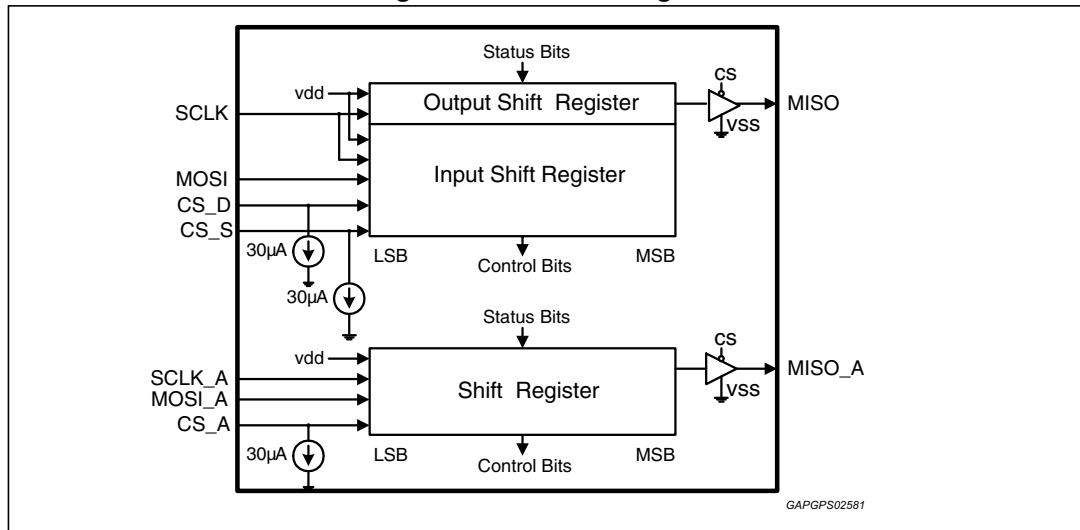 Status Bits
CS
vdd
Output Shift Register
MISO
SCLK
VSS
Input Shift Register
MOSI
CS_D
CS_S
30µA
LSB
MSB
Control Bits
30µA
Status Bits
CS
vdd
MISO_A
SCLK_A
Shift Register
VSS
MOSI_A
CS_A
30µA
LSB
MSB
Control Bits
GAPGPS02581